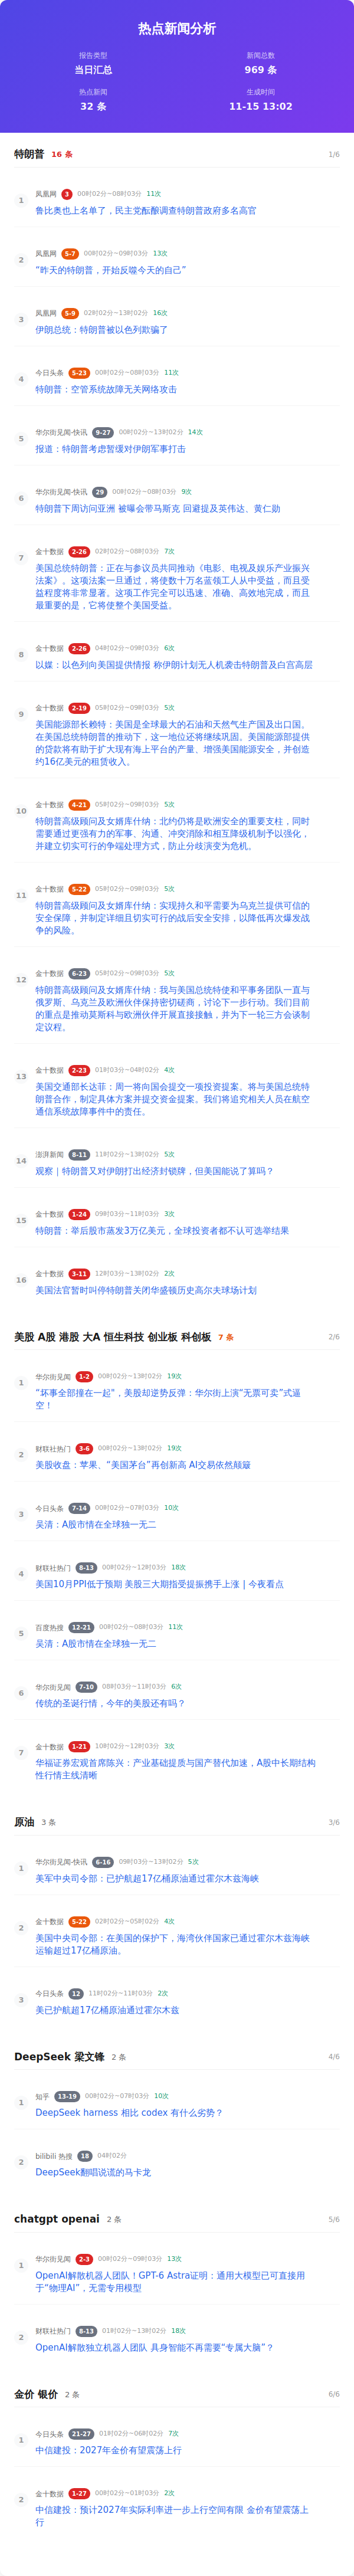 热点新闻分析
报告类型
当日汇总
新闻总数
969 条
热点新闻
32 条
生成时间
11-15 13:02
特朗普 16 条 1/6
1
凤凰网 3 00时02分~08时03分 11次
鲁比奥也上名单了，民主党酝酿调查特朗普政府多名高官
2
凤凰网 5-7 00时02分~09时03分 13次
“昨天的特朗普，开始反噬今天的自己”
3
凤凰网 5-9 02时02分~13时02分 16次
伊朗总统：特朗普被以色列欺骗了
4
今日头条 5-23 00时02分~08时03分 11次
特朗普：空管系统故障无关网络攻击
5
华尔街见闻-快讯 9-27 00时02分~13时02分 14次
报道：特朗普考虑暂缓对伊朗军事打击
6
华尔街见闻-快讯 29 00时02分~08时03分 9次
特朗普下周访问亚洲 被曝会带马斯克 回避提及英伟达、黄仁勋
7
金十数据 2-26 02时02分~08时03分 7次
美国总统特朗普：正在与参议员共同推动《电影、电视及娱乐产业振兴
法案》。这项法案一旦通过，将使数十万名蓝领工人从中受益，而且受
益程度将非常显著。这项工作完全可以迅速、准确、高效地完成，而且
最重要的是，它将使整个美国受益。
8
金十数据 2-26 04时02分~09时03分 6次
以媒：以色列向美国提供情报 称伊朗计划无人机袭击特朗普及白宫高层
9
金十数据 2-19 05时02分~09时03分 5次
美国能源部长赖特：美国是全球最大的石油和天然气生产国及出口国。
在美国总统特朗普的推动下，这一地位还将继续巩固。美国能源部提供
的贷款将有助于扩大现有海上平台的产量、增强美国能源安全，并创造
约16亿美元的租赁收入。
10
金十数据 4-21 05时02分~09时03分 5次
特朗普高级顾问及女婿库什纳：北约仍将是欧洲安全的重要支柱，同时
需要通过更强有力的军事、沟通、冲突消除和相互降级机制予以强化，
并建立切实可行的争端处理方式，防止分歧演变为危机。
11
金十数据 5-22 05时02分~09时03分 5次
特朗普高级顾问及女婿库什纳：实现持久和平需要为乌克兰提供可信的
安全保障，并制定详细且切实可行的战后安全安排，以降低再次爆发战
争的风险。
12
金十数据 6-23 05时02分~09时03分 5次
特朗普高级顾问及女婿库什纳：我与美国总统特使和平事务团队一直与
俄罗斯、乌克兰及欧洲伙伴保持密切磋商，讨论下一步行动。我们目前
的重点是推动莫斯科与欧洲伙伴开展直接接触，并为下一轮三方会谈制
定议程。
13
金十数据 2-23 01时03分~04时02分 4次
美国交通部长达菲：周一将向国会提交一项投资提案。将与美国总统特
朗普合作，制定具体方案并提交资金提案。我们将追究相关人员在航空
通信系统故障事件中的责任。
14
澎湃新闻 8-11 11时02分~13时02分 5次
观察｜特朗普又对伊朗打出经济封锁牌，但美国能说了算吗？
15
金十数据 1-24 09时03分~11时03分 3次
特朗普：举后股市蒸发3万亿美元，全球投资者都不认可选举结果
16
金十数据 3-11 12时03分~13时02分 2次
美国法官暂时叫停特朗普关闭华盛顿历史高尔夫球场计划
美股 A股 港股 大A 恒生科技 创业板 科创板 7 条 2/6
1
华尔街见闻 1-2 00时02分~13时02分 19次
“坏事全部撞在一起"，美股却逆势反弹：华尔街上演“无票可卖”式逼
空！
2
财联社热门 3-6 00时02分~13时02分 19次
美股收盘：苹果、“美国茅台”再创新高 AI交易依然颠簸
3
今日头条 7-14 00时02分~07时03分 10次
吴清：A股市情在全球独一无二
4
财联社热门 8-13 00时02分~12时03分 18次
美国10月PPI低于预期 美股三大期指受提振携手上涨 | 今夜看点
5
百度热搜 12-21 00时02分~08时03分 11次
吴清：A股市情在全球独一无二
6
华尔街见闻 7-10 08时03分~11时03分 6次
传统的圣诞行情，今年的美股还有吗？
7
金十数据 1-21 10时02分~12时03分 3次
华福证券宏观首席陈兴：产业基础提质与国产替代加速，A股中长期结构
性行情主线清晰
原油 3 条 3/6
1
华尔街见闻-快讯 6-16 09时03分~13时02分 5次
美军中央司令部：已护航超17亿桶原油通过霍尔木兹海峡
2
金十数据 5-22 02时02分~05时02分 4次
美国中央司令部：在美国的保护下，海湾伙伴国家已通过霍尔木兹海峡
运输超过17亿桶原油。
3
今日头条 12 11时02分~11时03分 2次
美已护航超17亿桶原油通过霍尔木兹
DeepSeek 梁文锋 2 条 4/6
1
知乎 13-19 00时02分~07时03分 10次
DeepSeek harness 相比 codex 有什么劣势？
2
bilibili 热搜 18 04时02分
DeepSeek翻唱说谎的马卡龙
chatgpt openai 2 条 5/6
1
华尔街见闻 2-3 00时02分~09时03分 13次
OpenAI解散机器人团队！GPT-6 Astra证明：通用大模型已可直接用
于“物理AI”，无需专用模型
2
财联社热门 8-13 01时02分~13时02分 18次
OpenAI解散独立机器人团队 具身智能不再需要“专属大脑”？
金价 银价 2 条 6/6
1
今日头条 21-27 01时02分~06时02分 7次
中信建投：2027年金价有望震荡上行
2
金十数据 1-27 00时02分~01时03分 2次
中信建投：预计2027年实际利率进一步上行空间有限 金价有望震荡上
行